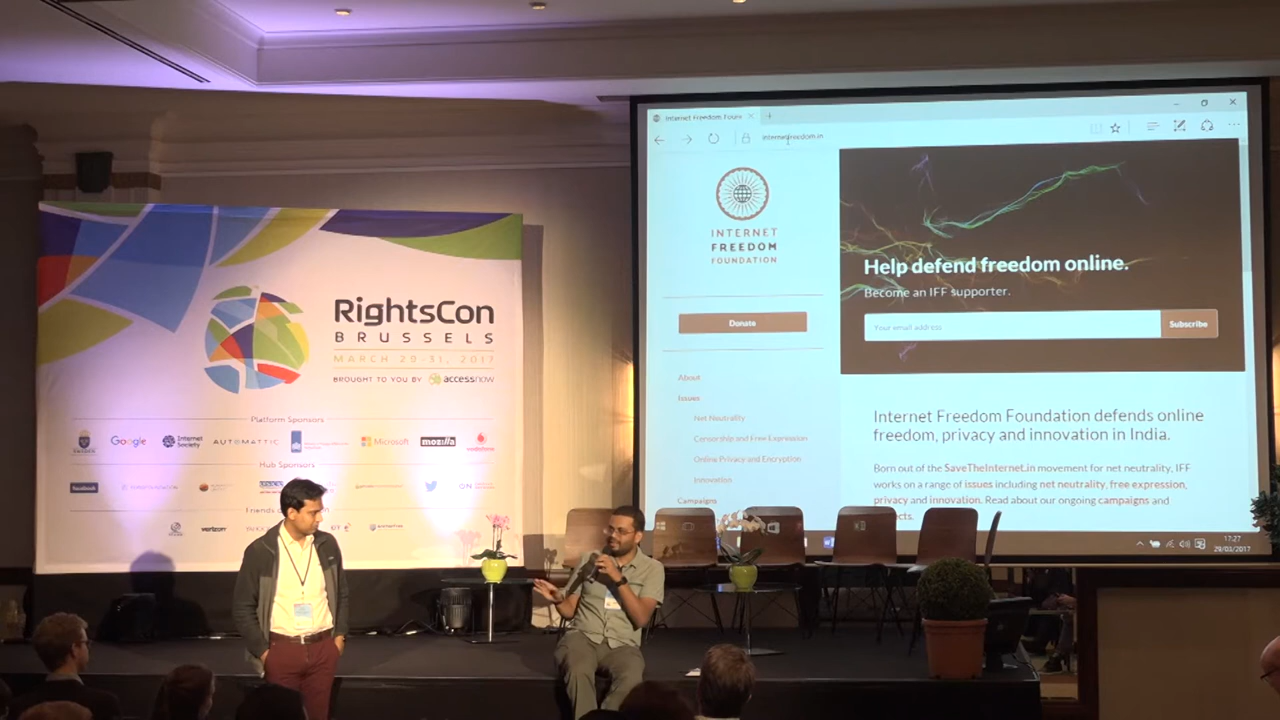 RightsCon
BRUSSELS
MARCH 29-31, 2017
BROUGHT TO YOU BY accessnow
Platform Sponsors
Google
Internet Society
AUTOMATTIC
Microsoft
mozilla
vodafone
Hub Sponsors
facebook
Friends of
verizon
Internet Freedom Foun
internetfreedom.in
INTERNET
FREEDOM
FOUNDATION
Donate
About
Issues
Net Neutrality
Censorship and Free Expression
Online Privacy and Encryption
Innovation
Campaigns
Help defend freedom online.
Become an IFF supporter.
Your email address
Subscribe
Internet Freedom Foundation defends online
freedom, privacy and innovation in India.
Born out of the SaveTheInternet.in movement for net neutrality, IFF
works on a range of issues including net neutrality, free expression,
privacy and innovation. Read about our ongoing campaigns and
17:27
29/03/2017